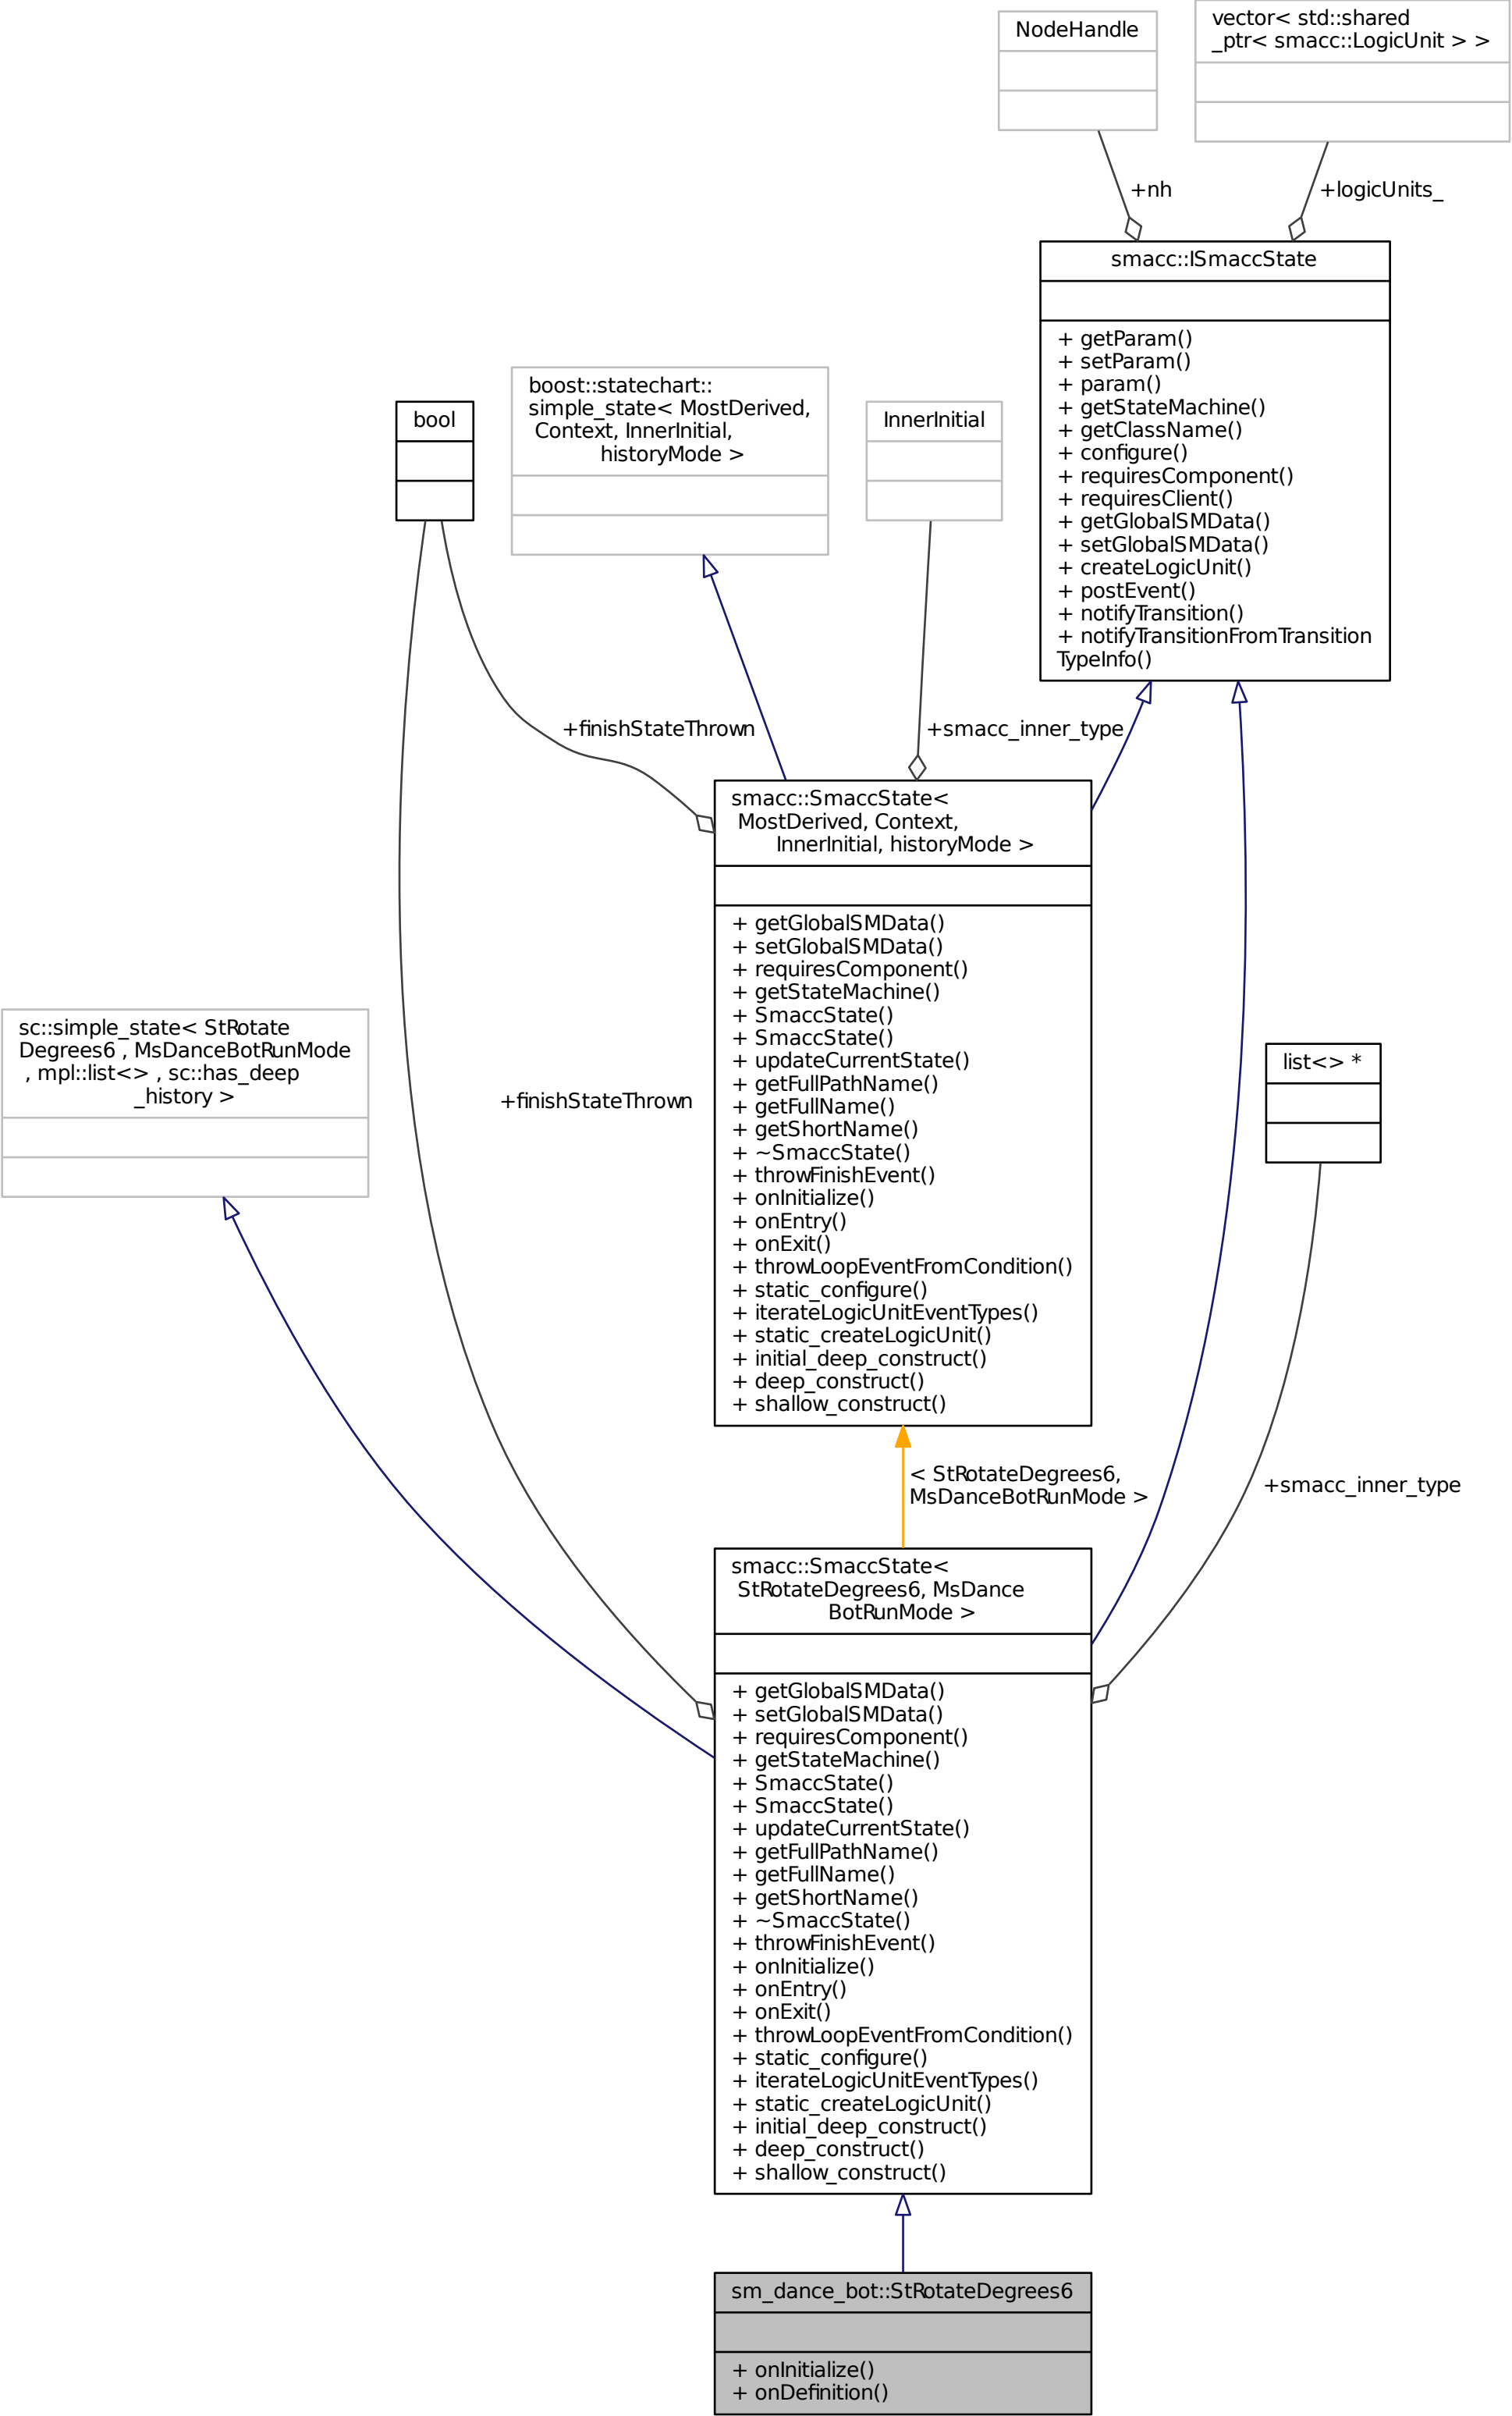 NodeHandle
vector< std::shared
_ptr< smacc::LogicUnit > >
+nh
+logicUnits_
smacc::ISmaccState
+ getParam()
+ setParam()
+ param()
+ getStateMachine()
+ getClassName()
+ configure()
+ requiresComponent()
+ requiresClient()
+ getGlobalSMData()
+ setGlobalSMData()
+ createLogicUnit()
+ postEvent()
+ notifyTransition()
+ notifyTransitionFromTransition
TypeInfo()
bool
boost::statechart::
simple_state< MostDerived,
Context, InnerInitial,
historyMode >
InnerInitial
+finishStateThrown
+smacc_inner_type
smacc::SmaccState<
MostDerived, Context,
InnerInitial, historyMode >
+ getGlobalSMData()
+ setGlobalSMData()
+ requiresComponent()
+ getStateMachine()
+ SmaccState()
+ SmaccState()
+ updateCurrentState()
+ getFullPathName()
+ getFullName()
+ getShortName()
+ ~SmaccState()
+ throwFinishEvent()
+ onInitialize()
+ onEntry()
+ onExit()
+ throwLoopEventFromCondition()
+ static_configure()
+ iterateLogicUnitEventTypes()
+ static_createLogicUnit()
+ initial_deep_construct()
+ deep_construct()
+ shallow_construct()
sc::simple_state< StRotate
Degrees6 , MsDanceBotRunMode
, mpl::list<> , sc::has_deep
_history >
+finishStateThrown
list<> *
< StRotateDegrees6,
MsDanceBotRunMode >
+smacc_inner_type
smacc::SmaccState<
StRotateDegrees6, MsDance
BotRunMode >
+ getGlobalSMData()
+ setGlobalSMData()
+ requiresComponent()
+ getStateMachine()
+ SmaccState()
+ SmaccState()
+ updateCurrentState()
+ getFullPathName()
+ getFullName()
+ getShortName()
+ ~SmaccState()
+ throwFinishEvent()
+ onInitialize()
+ onEntry()
+ onExit()
+ throwLoopEventFromCondition()
+ static_configure()
+ iterateLogicUnitEventTypes()
+ static_createLogicUnit()
+ initial_deep_construct()
+ deep_construct()
+ shallow_construct()
sm_dance_bot::StRotateDegrees6
+ onInitialize()
+ onDefinition()